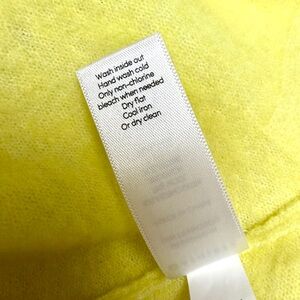 Wash inside out
Hand wash cold
Only non-chlorine
bleach when needed
Dry flat
Cool iron
Or dry clean